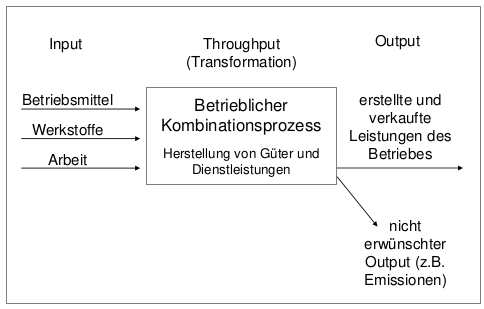 Input
Throughput
(Transformation)
Output
Betriebsmittel
Werkstoffe
Arbeit
Betrieblicher
Kombinationsprozess
Herstellung von Güter und
Dienstleistungen
erstellte und
verkaufte
Leistungen des
Betriebes
nicht
erwünschter
Output (z.B.
Emissionen)